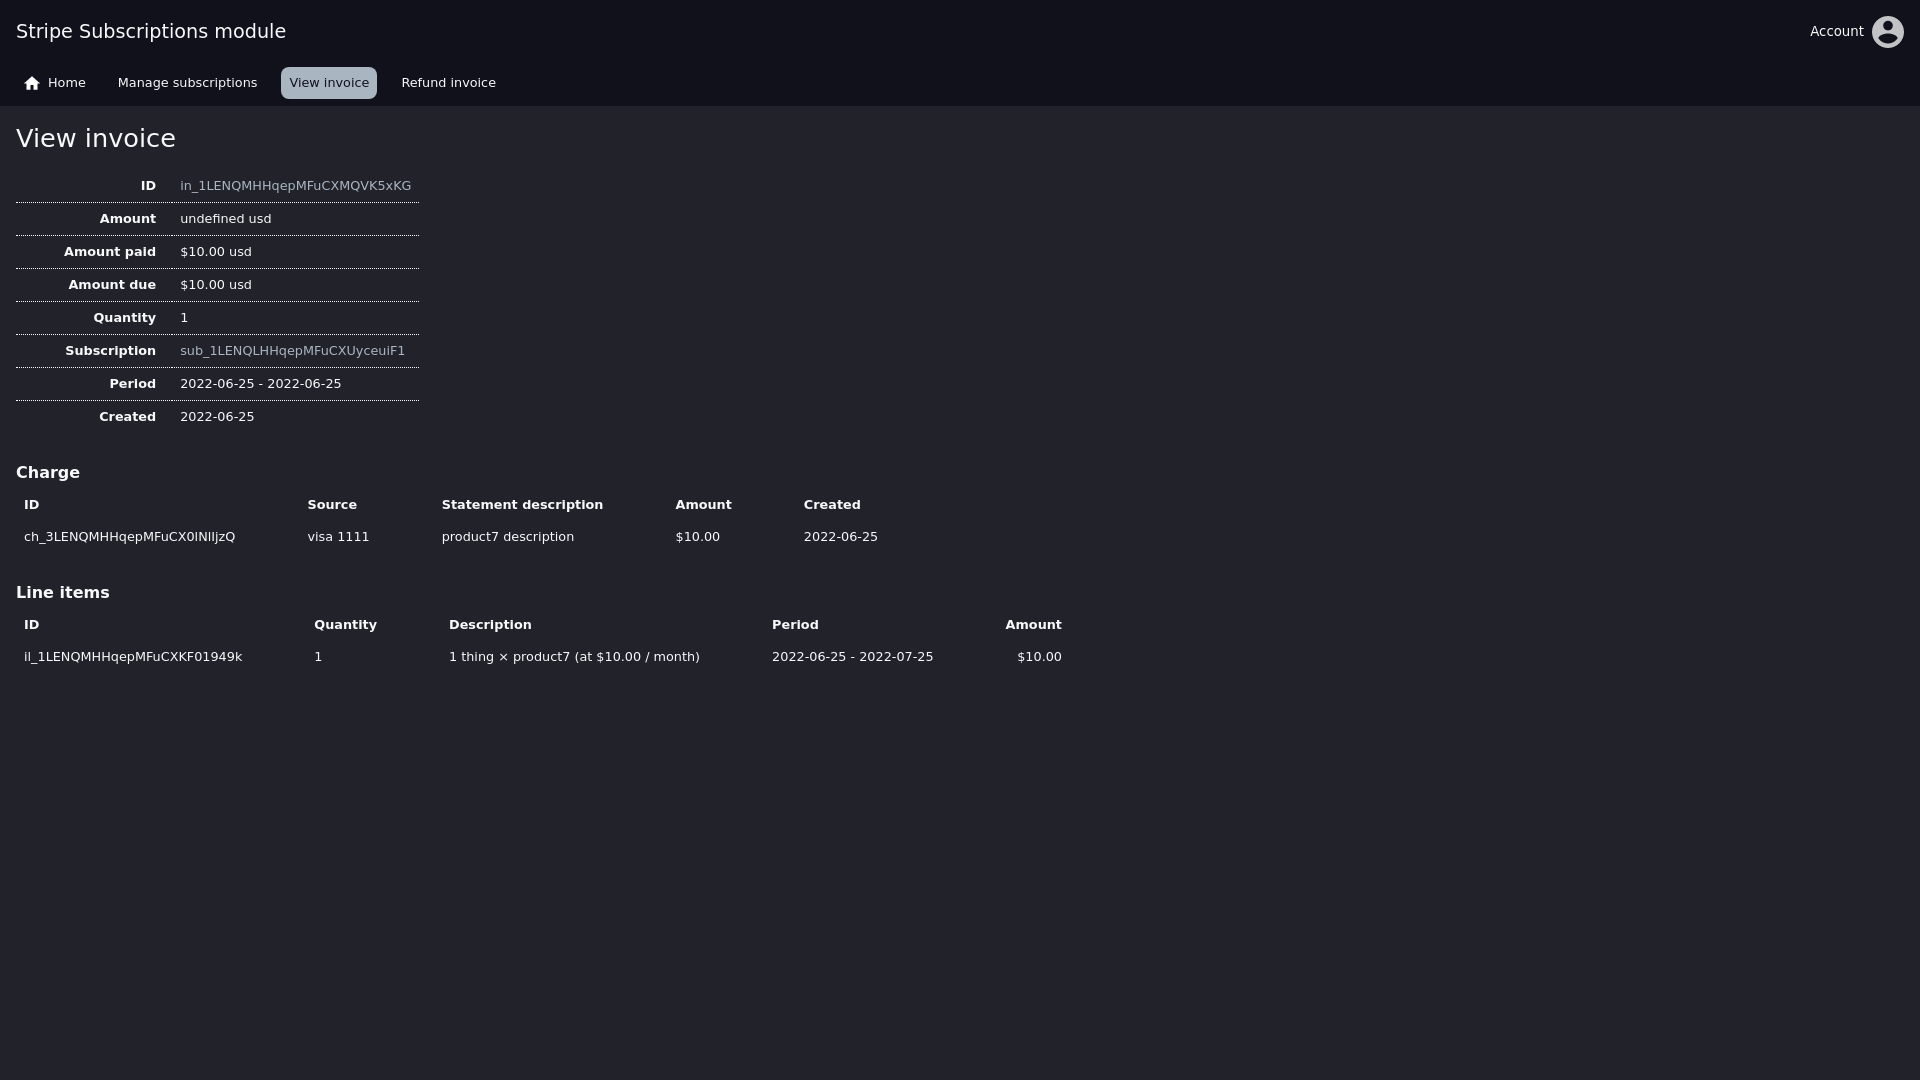 Stripe Subscriptions module
Account
Home
Manage subscriptions
View invoice
Refund invoice
View invoice
ID in_1LENQMHHqepMFuCXMQVK5xKG
Amount undefined usd
Amount paid $10.00 usd
Amount due $10.00 usd
Quantity 1
Subscription sub_1LENQLHHqepMFuCXUyceuiF1
Period 2022-06-25 - 2022-06-25
Created 2022-06-25
Charge
ID Source Statement description Amount Created
ch_3LENQMHHqepMFuCX0lNIIjzQ visa 1111 product7 description $10.00 2022-06-25
Line items
ID Quantity Description Period Amount
il_1LENQMHHqepMFuCXKF01949k 1 1 thing × product7 (at $10.00 / month) 2022-06-25 - 2022-07-25 $10.00